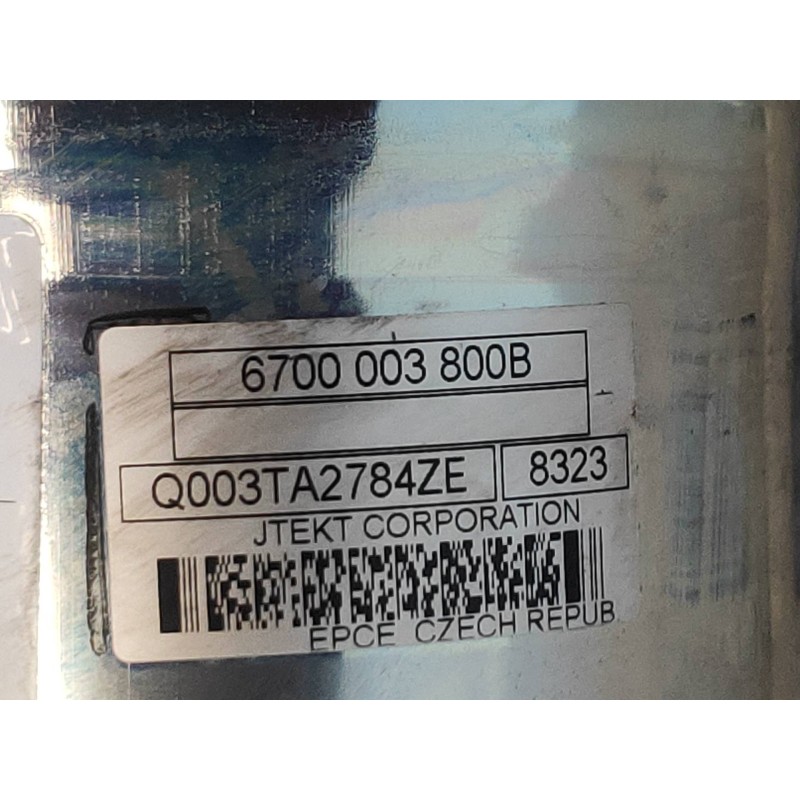 6700 003 800B
Q003TA2784ZE 8323
JTEKT CORPORATION
EPCE CZECH REPUB